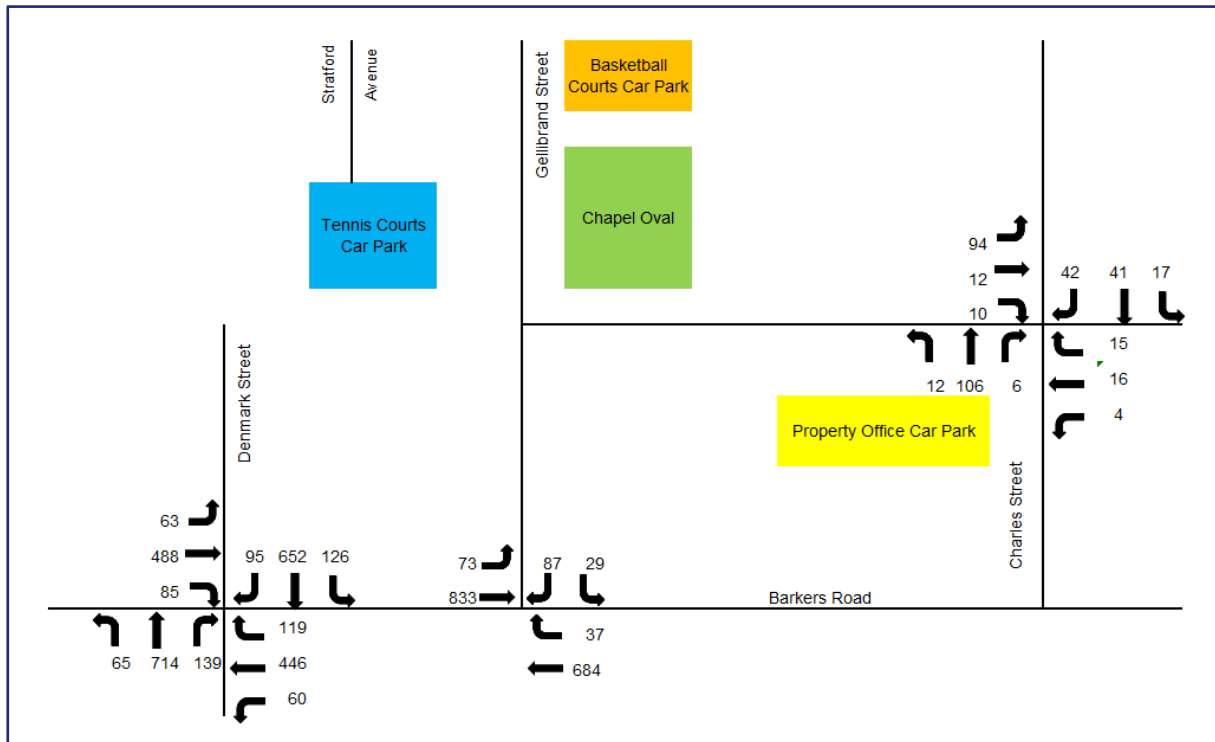 Stratford
Avenue
Gellibrand Street
Basketball
Courts Car Park
Tennis Courts
Car Park
Chapel Oval
94
12
10
42 41 17
15
16
4
12 106 6
Property Office Car Park
Charles Street
Denmark Street
63
488
85
95 652 126
73
833
87 29
Barkers Road
119
446
60
65 714 139
37
684